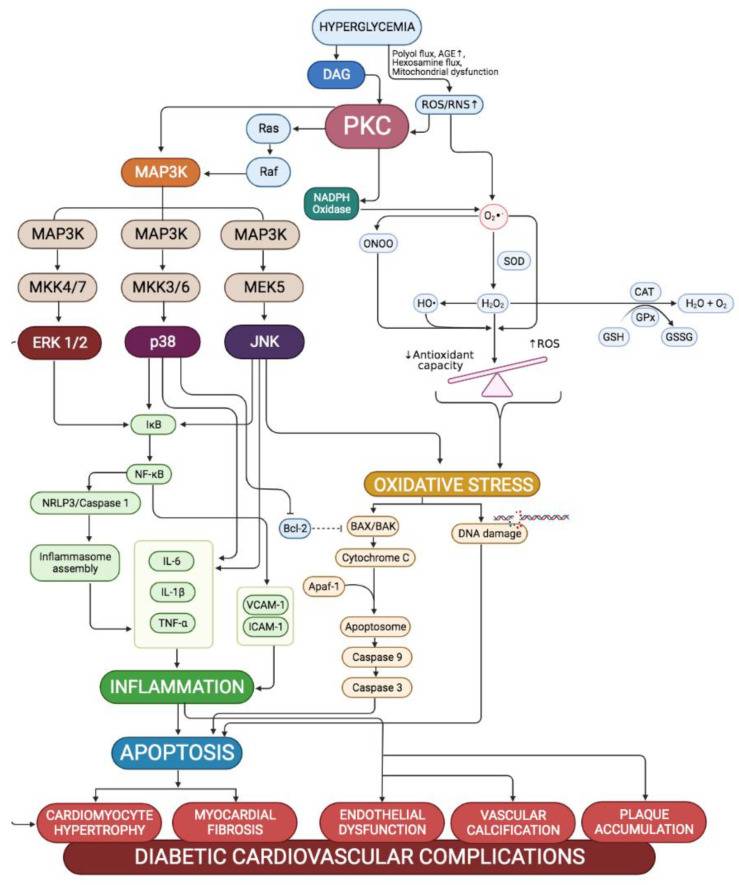 HYPERGLYCEMIA
Polyol flux, AGE↑,
Hexosamine flux,
Mitochondrial dysfunction
DAG
ROS/RNS↑
PKC
Ras
MAP3K
Raf
NADPH
Oxidase
O₂•⁻
MAP3K
MAP3K
MAP3K
ONOO
SOD
MKK4/7
MKK3/6
MEK5
CAT
HO•
H₂O₂
H₂O + O₂
GPx
GSH
GSSG
ERK 1/2
p38
JNK
↑ROS
↓Antioxidant
capacity
IκB
NF-κB
OXIDATIVE STRESS
NRLP3/Caspase 1
Bcl-2
BAX/BAK
DNA damage
Inflammasome
assembly
IL-6
Cytochrome C
IL-1β
Apaf-1
VCAM-1
TNF-α
ICAM-1
Apoptosome
Caspase 9
INFLAMMATION
Caspase 3
APOPTOSIS
CARDIOMYOCYTE
HYPERTROPHY
MYOCARDIAL
FIBROSIS
ENDOTHELIAL
DYSFUNCTION
VASCULAR
CALCIFICATION
PLAQUE
ACCUMULATION
DIABETIC CARDIOVASCULAR COMPLICATIONS